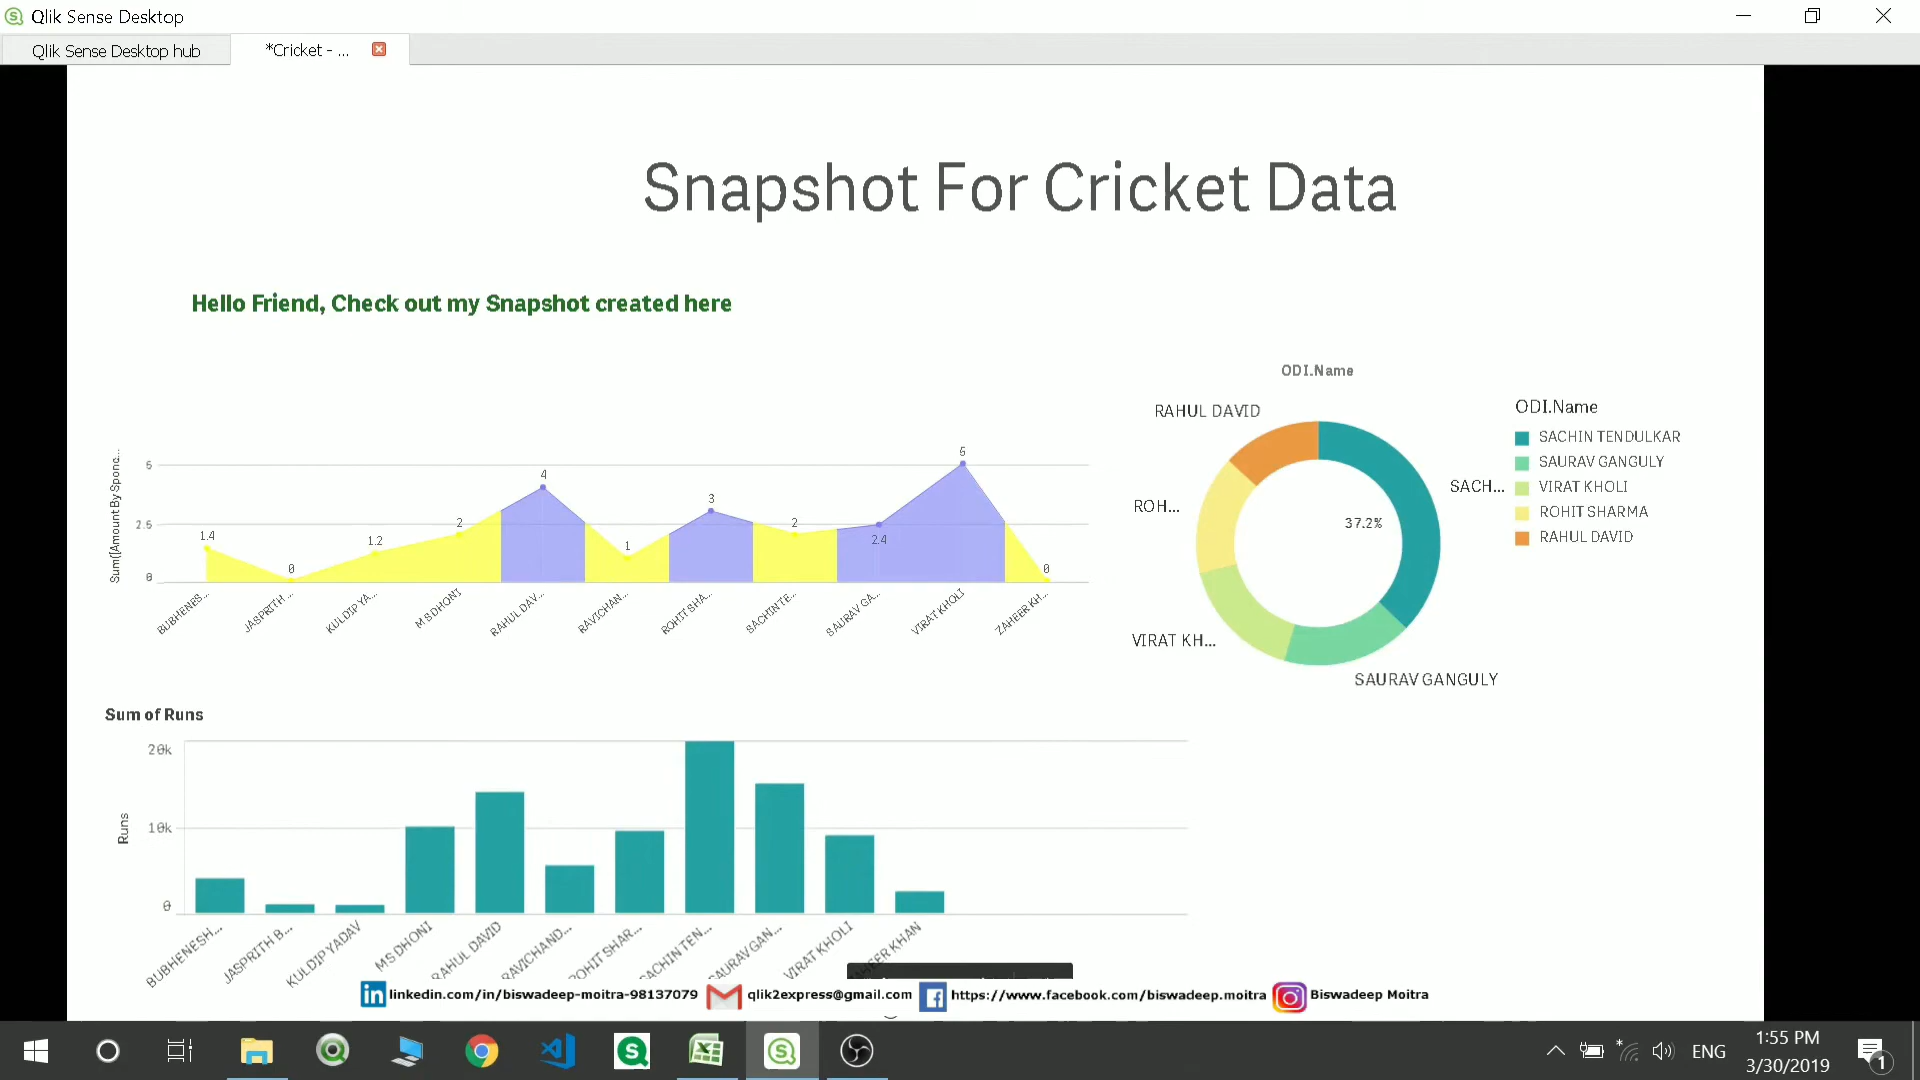 Qlik Sense Desktop
Qlik Sense Desktop hub
*Cricket - ...
Snapshot For Cricket Data
Hello Friend, Check out my Snapshot created here
Sum([Amount By Spons...
5
2.5
0
1.4
0
1.2
2
4
1
3
2
2.4
5
0
BUBHENES...
JASPRITH ...
KULDIP YA...
M S DHONI
RAHUL DAV...
RAVICHAN...
ROHIT SHA...
SACHIN TE...
SAURAV GA...
VIRAT KHOLI
ZAHEER KH...
ODI.Name
RAHUL DAVID
ROH...
VIRAT KH...
SACH...
37.2%
SAURAV GANGULY
ODI.Name
SACHIN TENDULKAR
SAURAV GANGULY
VIRAT KHOLI
ROHIT SHARMA
RAHUL DAVID
Sum of Runs
Runs
20k
10k
0
BUBHENESH...
JASPRITH B...
KULDIP YADAV
M S DHONI
RAHUL DAVID
RAVICHAND...
ROHIT SHAR...
SACHIN TEN...
SAURAV GAN...
VIRAT KHOLI
HEER KHAN
linkedin.com/in/biswadeep-moitra-98137079
qlik2express@gmail.com
https://www.facebook.com/biswadeep.moitra
Biswadeep Moitra
ENG
1:55 PM
3/30/2019
1